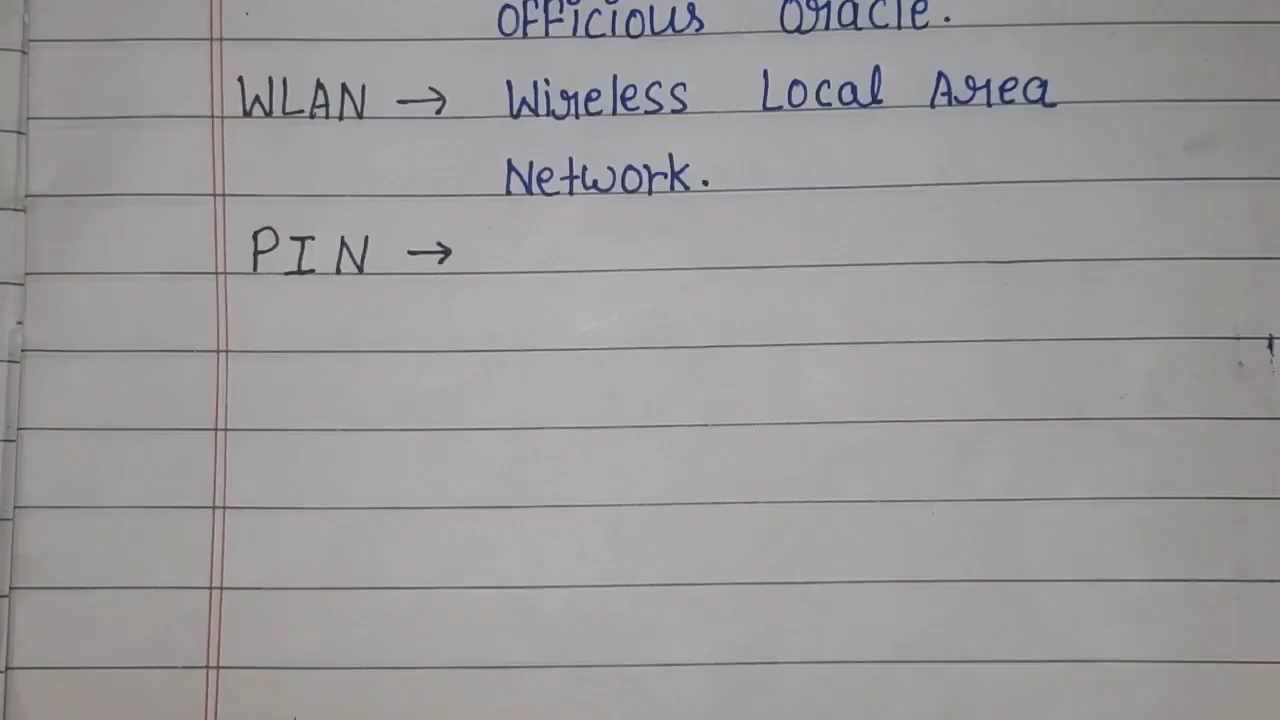 Officious Oracle.
WLAN → Wireless Local Area
Network.
PIN →